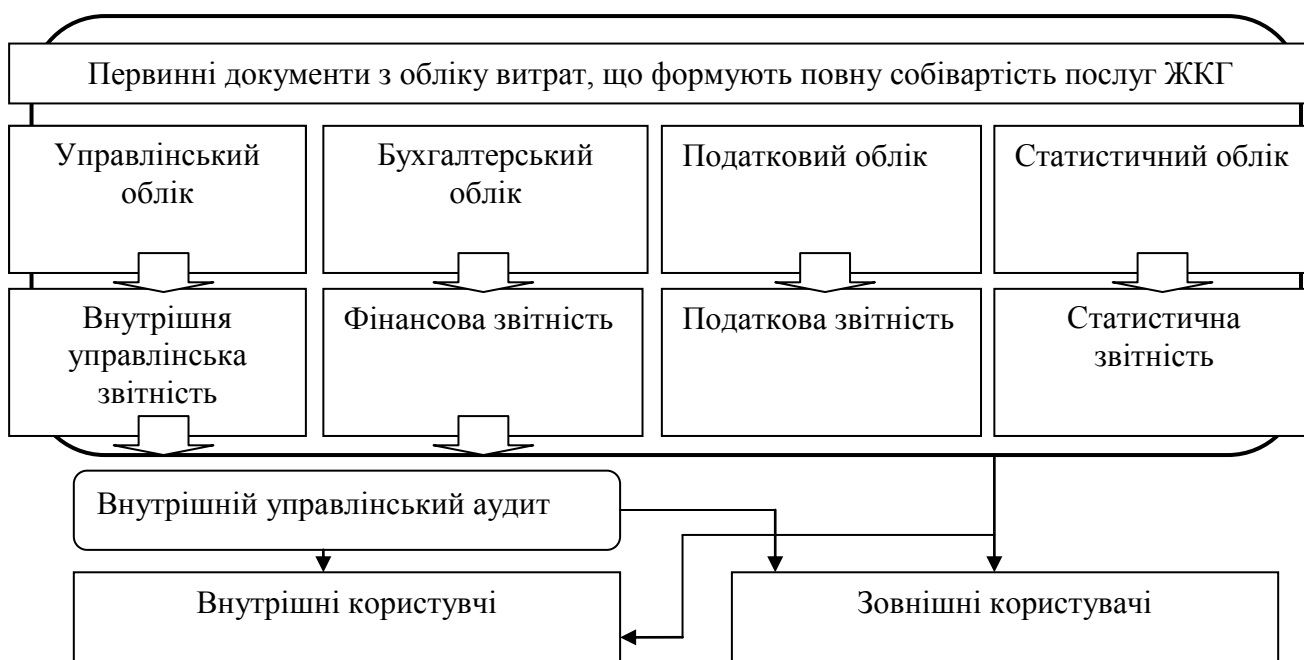 Первинні документи з обліку витрат, що формують повну собівартість послуг ЖКГ
Управлінський
облік
Бухгалтерський
облік
Податковий облік
Статистичний облік
Внутрішня
управлінська
звітність
Фінансова звітність
Податкова звітність
Статистична
звітність
Внутрішній управлінський аудит
Внутрішні користувчі
Зовнішні користувачі